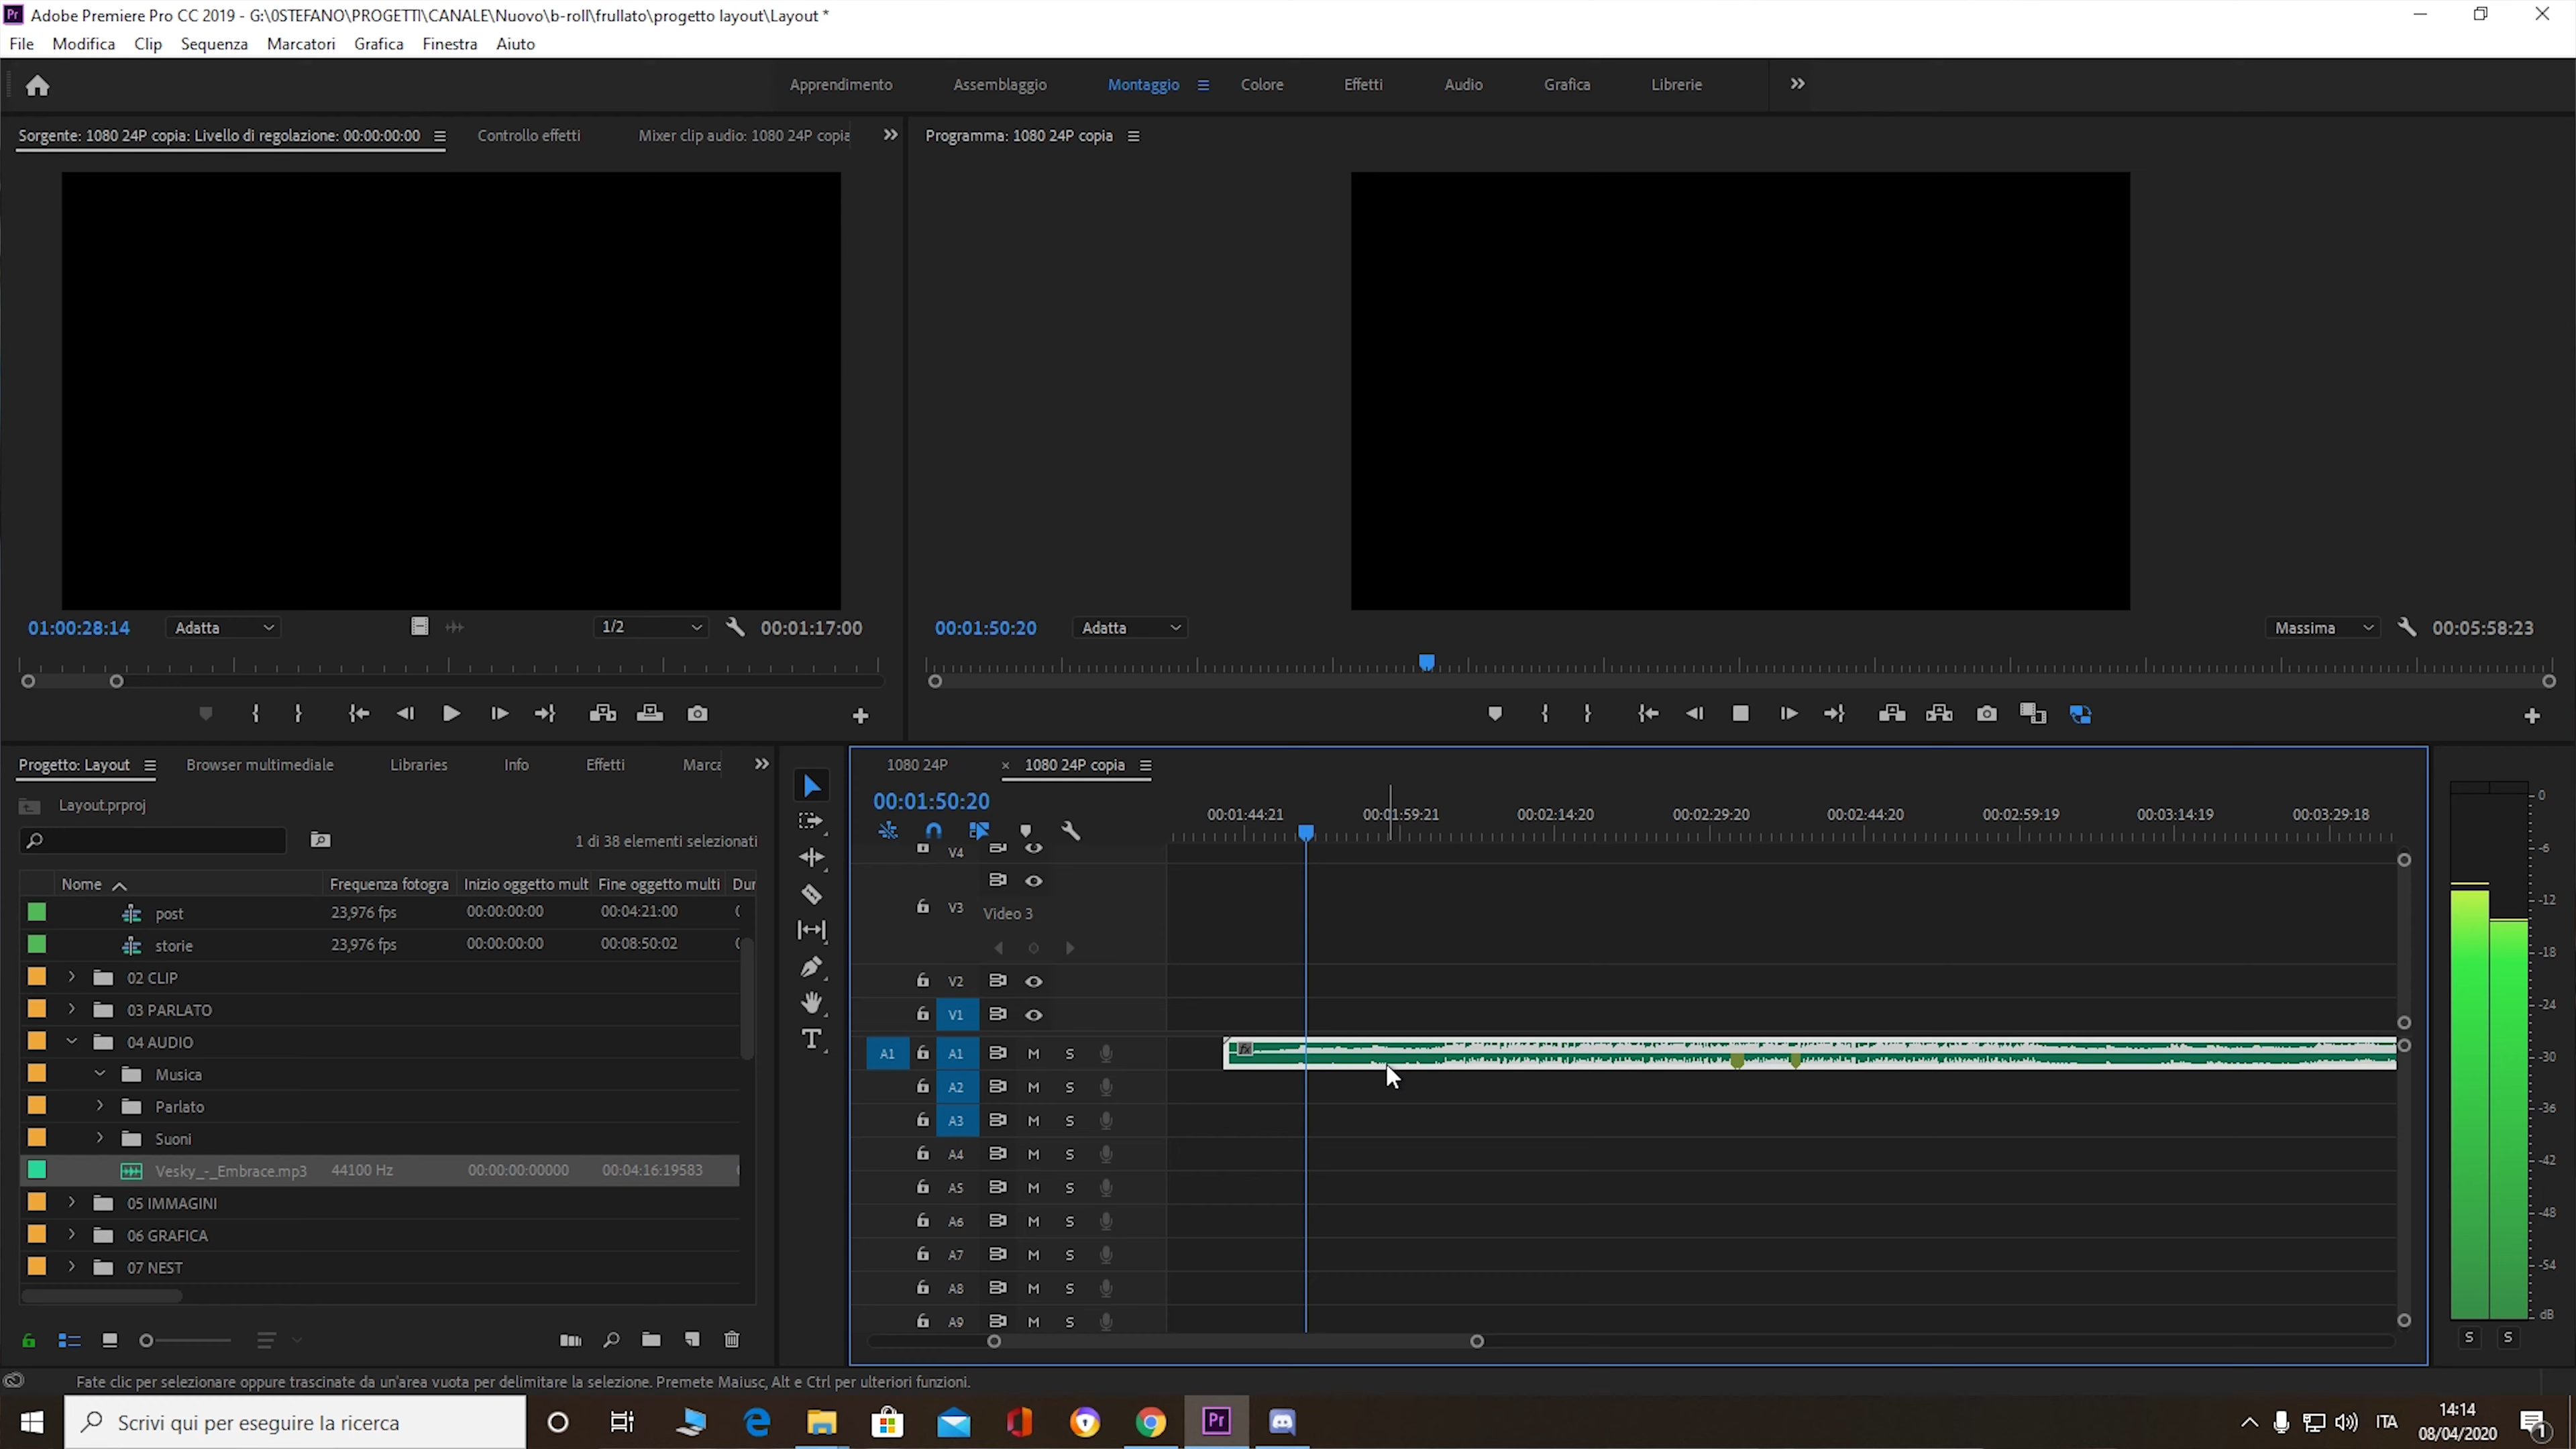 Adobe Premiere Pro CC 2019 - G:\0STEFANO\PROGETTI\CANALE\Nuovo\b-roll\frullato\progetto layout\Layout *
File Modifica Clip Sequenza Marcatori Grafica Finestra Aiuto
Apprendimento Assemblaggio Montaggio Colore Effetti Audio Grafica Librerie
Sorgente: 1080 24P copia: Livello di regolazione: 00:00:00:00 Controllo effetti Mixer clip audio: 1080 24P copia
Programma: 1080 24P copia
01:00:28:14 Adatta 1/2 00:01:17:00
00:01:50:20 Adatta Massima 00:05:58:23
Progetto: Layout Browser multimediale Libraries Info Effetti Marca
Layout.prproj
1 di 38 elementi selezionati
Nome Frequenza fotogra Inizio oggetto mult Fine oggetto multi Dur
post 23,976 fps 00:00:00:00 00:04:21:00
storie 23,976 fps 00:00:00:00 00:08:50:02
02 CLIP
03 PARLATO
04 AUDIO
Musica
Parlato
Suoni
Vesky_-_Embrace.mp3 44100 Hz 00:00:00:00000 00:04:16:19583
05 IMMAGINI
06 GRAFICA
07 NEST
1080 24P × 1080 24P copia
00:01:50:20
00:01:44:21 00:01:59:21 00:02:14:20 00:02:29:20 00:02:44:20 00:02:59:19 00:03:14:19 00:03:29:18
V4
V3 Video 3
V2
V1
A1 A1 M S fx
A2 M S
A3 M S
A4 M S
A5 M S
A6 M S
A7 M S
A8 M S
A9 M S
0
-6
-12
-18
-24
-30
-36
-42
-48
-54
dB
S S
Fate clic per selezionare oppure trascinate da un'area vuota per delimitare la selezione. Premete Maiusc, Alt e Ctrl per ulteriori funzioni.
Scrivi qui per eseguire la ricerca
Pr
ITA
14:14
08/04/2020
1